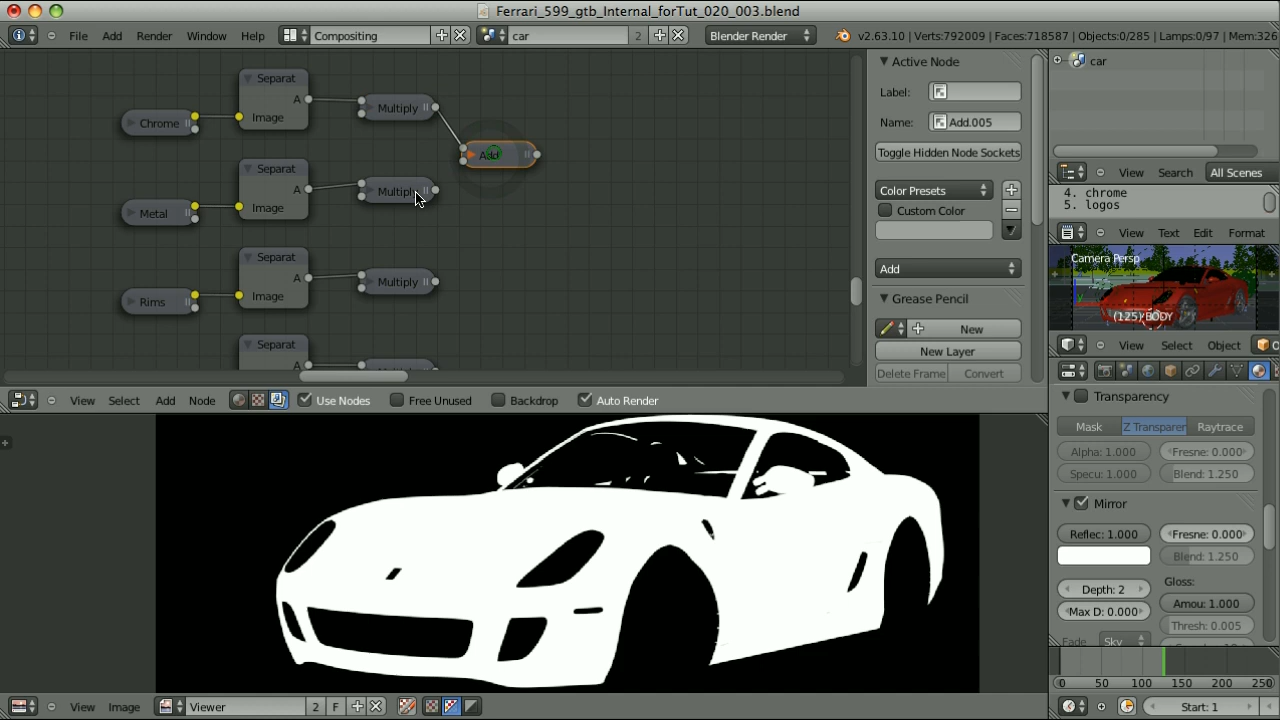 Ferrari_599_gtb_Internal_forTut_020_003.blend
File Add Render Window Help Compositing car 2 Blender Render v2.63.10 | Verts:792009 | Faces:718587 | Objects:0/285 | Lamps:0/97 | Mem:326
Separat
A
Image
Chrome
Multiply
Add
Separat
A
Image
Metal
Multiply
Separat
A
Image
Rims
Multiply
Separat
A
Active Node
Label:
Name: Add.005
Toggle Hidden Node Sockets
Color Presets
Custom Color
Add
Grease Pencil
New
New Layer
Delete Frame Convert
car
View Search All Scenes
4. chrome
5. logos
View Text Edit Format
Camera Persp
(125) BODY
View Select Object
View Select Add Node Use Nodes Free Unused Backdrop Auto Render
Transparency
Mask Z Transparen Raytrace
Alpha: 1.000 Fresne: 0.000
Specu: 1.000 Blend: 1.250
Mirror
Reflec: 1.000 Fresne: 0.000
Blend: 1.250
Depth: 2 Gloss:
Max D: 0.000 Amou: 1.000
Thresh: 0.005
Fade Sky
0 50 100 150 200 250
View Image Viewer 2 F
Start: 1